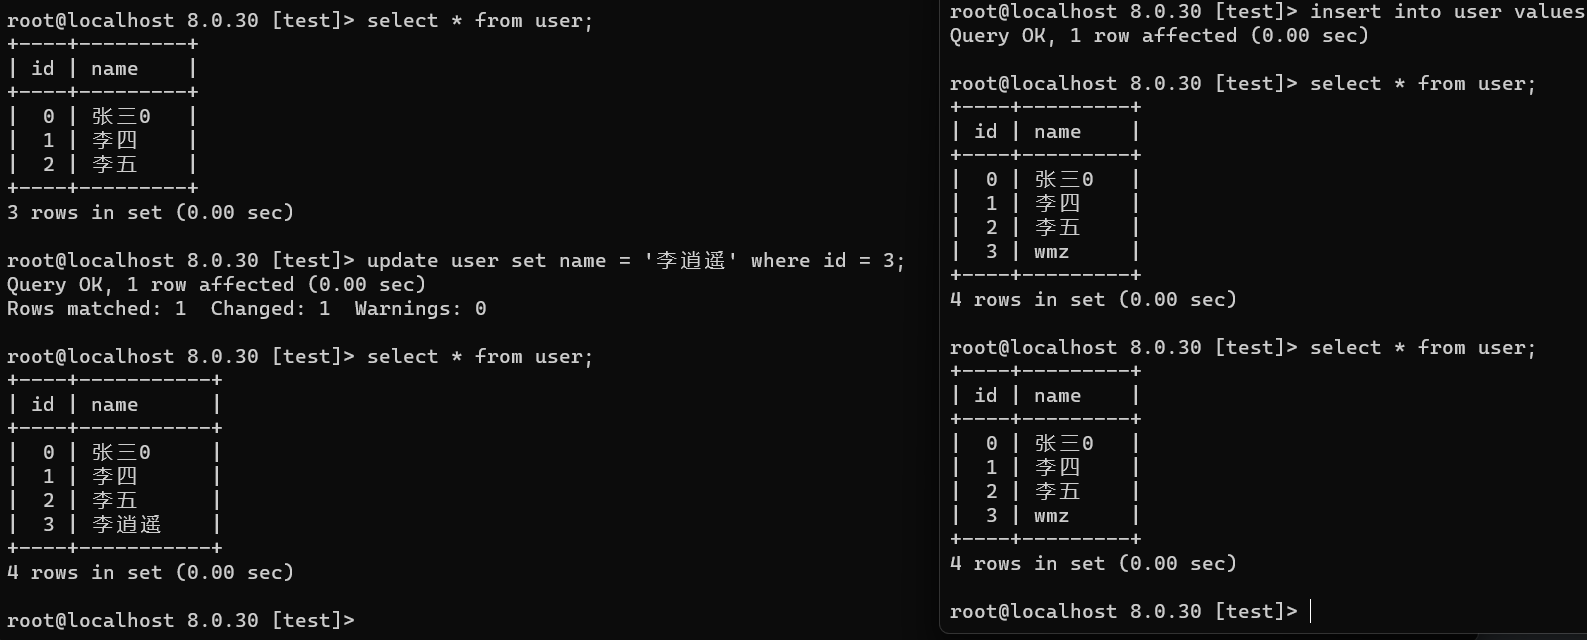 root@localhost 8.0.30 [test]> select * from user;
+----+---------+
| id | name    |
+----+---------+
|  0 | 张三0   |
|  1 | 李四    |
|  2 | 李五    |
+----+---------+
3 rows in set (0.00 sec)
root@localhost 8.0.30 [test]> update user set name = '李逍遥' where id = 3;
Query OK, 1 row affected (0.00 sec)
Rows matched: 1  Changed: 1  Warnings: 0
root@localhost 8.0.30 [test]> select * from user;
+----+-----------+
| id | name      |
+----+-----------+
|  0 | 张三0     |
|  1 | 李四      |
|  2 | 李五      |
|  3 | 李逍遥    |
+----+-----------+
4 rows in set (0.00 sec)
root@localhost 8.0.30 [test]>
root@localhost 8.0.30 [test]> insert into user values
Query OK, 1 row affected (0.00 sec)
root@localhost 8.0.30 [test]> select * from user;
+----+---------+
| id | name    |
+----+---------+
|  0 | 张三0   |
|  1 | 李四    |
|  2 | 李五    |
|  3 | wmz     |
+----+---------+
4 rows in set (0.00 sec)
root@localhost 8.0.30 [test]> select * from user;
+----+---------+
| id | name    |
+----+---------+
|  0 | 张三0   |
|  1 | 李四    |
|  2 | 李五    |
|  3 | wmz     |
+----+---------+
4 rows in set (0.00 sec)
root@localhost 8.0.30 [test]>